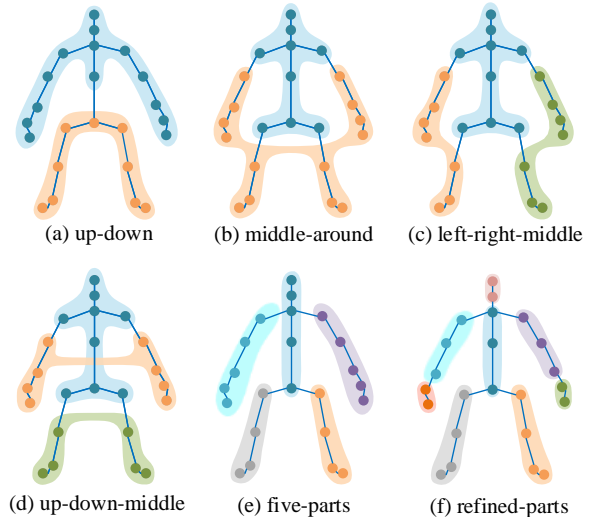 (a) up-down
(b) middle-around
(c) left-right-middle
(d) up-down-middle
(e) five-parts
(f) refined-parts